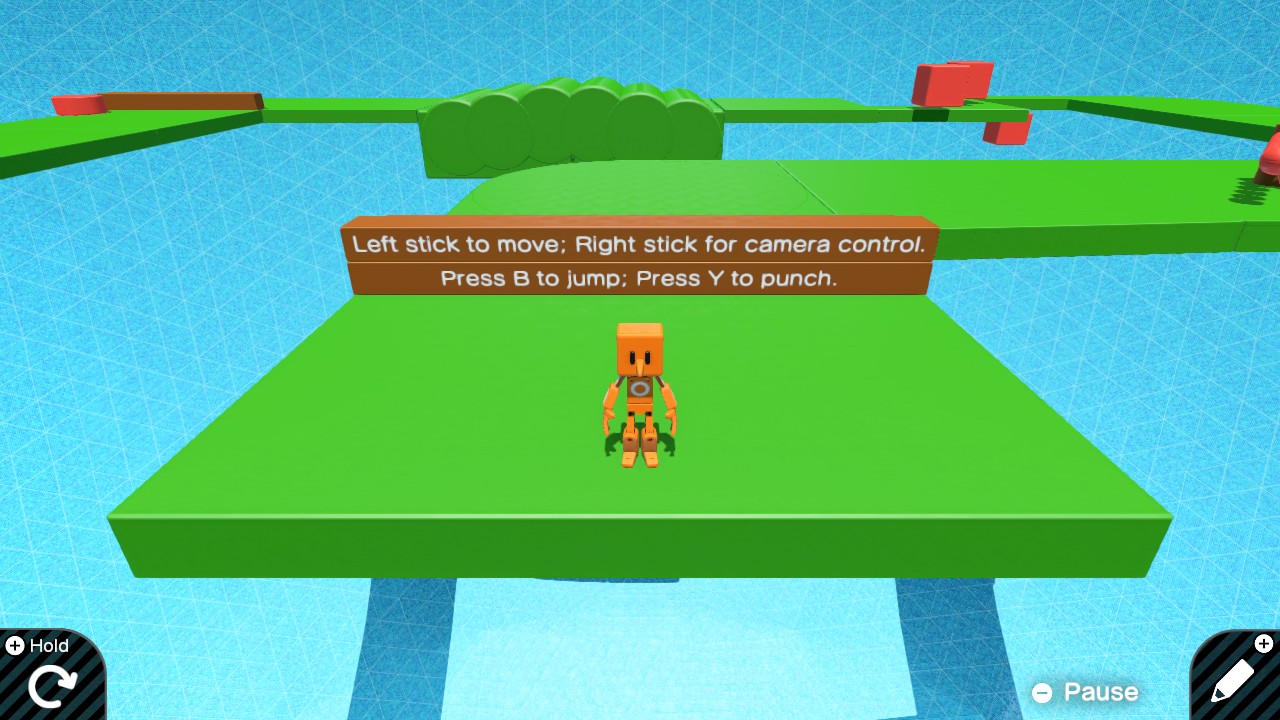 Left stick to move; Right stick for camera control.
Press B to jump; Press Y to punch.
Hold
Pause